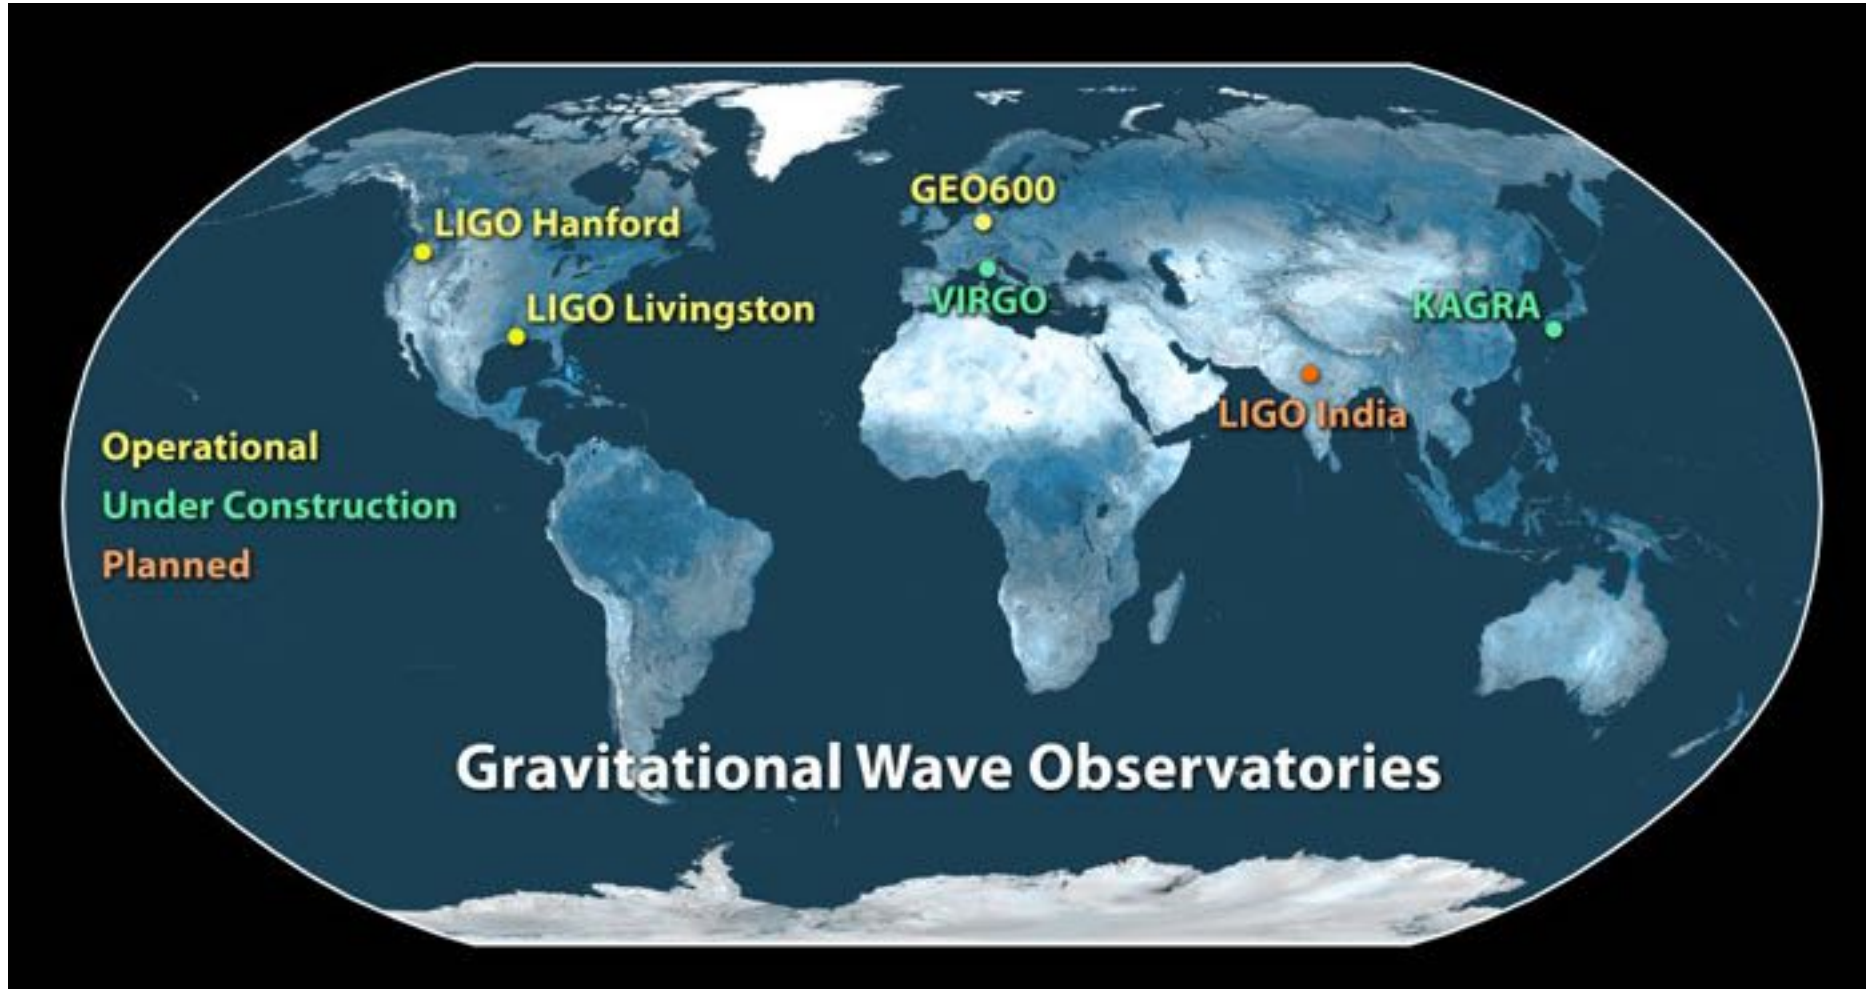 GEO600
LIGO Hanford
LIGO Livingston
VIRGO
KAGRA
LIGO India
Operational
Under Construction
Planned
Gravitational Wave Observatories